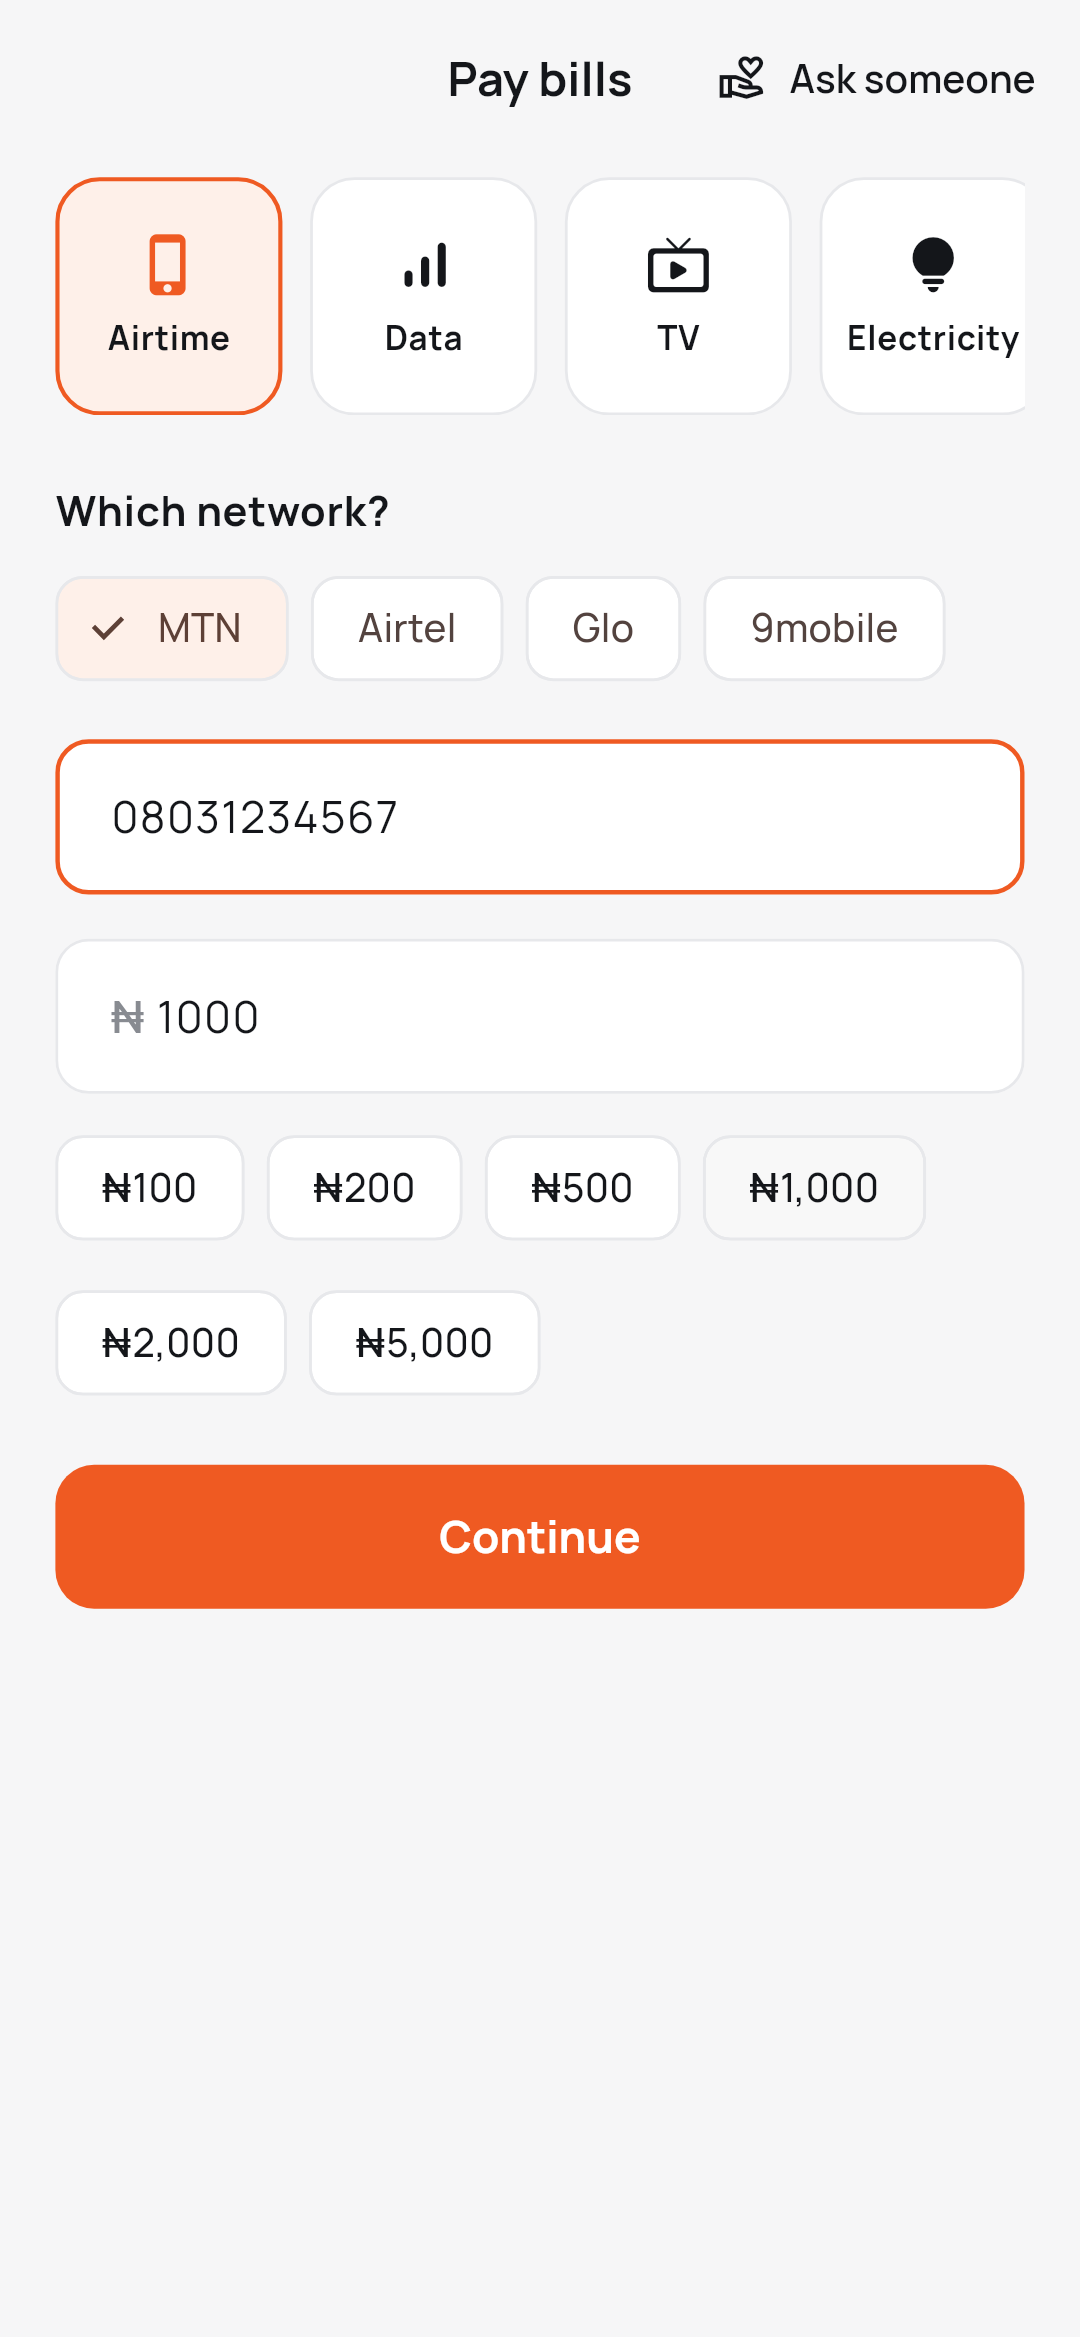 Pay bills Ask someone
Airtime Data TV Electricity
Which network?
MTN Airtel Glo 9mobile
08031234567
₦ 1000
₦100 ₦200 ₦500 ₦1,000
₦2,000 ₦5,000
Continue